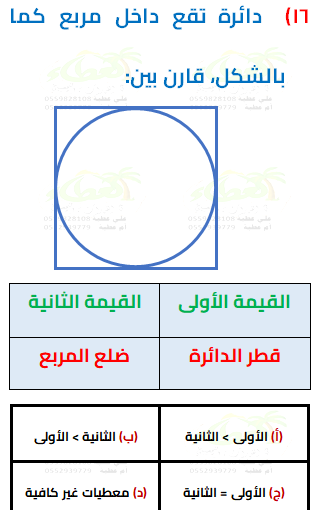 ١٦) دائرة تقع داخل مربع كما
بالشكل، قارن بين:
القيمة الأولى القيمة الثانية
قطر الدائرة ضلع المربع
(أ) الأولى > الثانية (ب) الثانية > الأولى
(ج) الأولى = الثانية (د) معطيات غير كافية